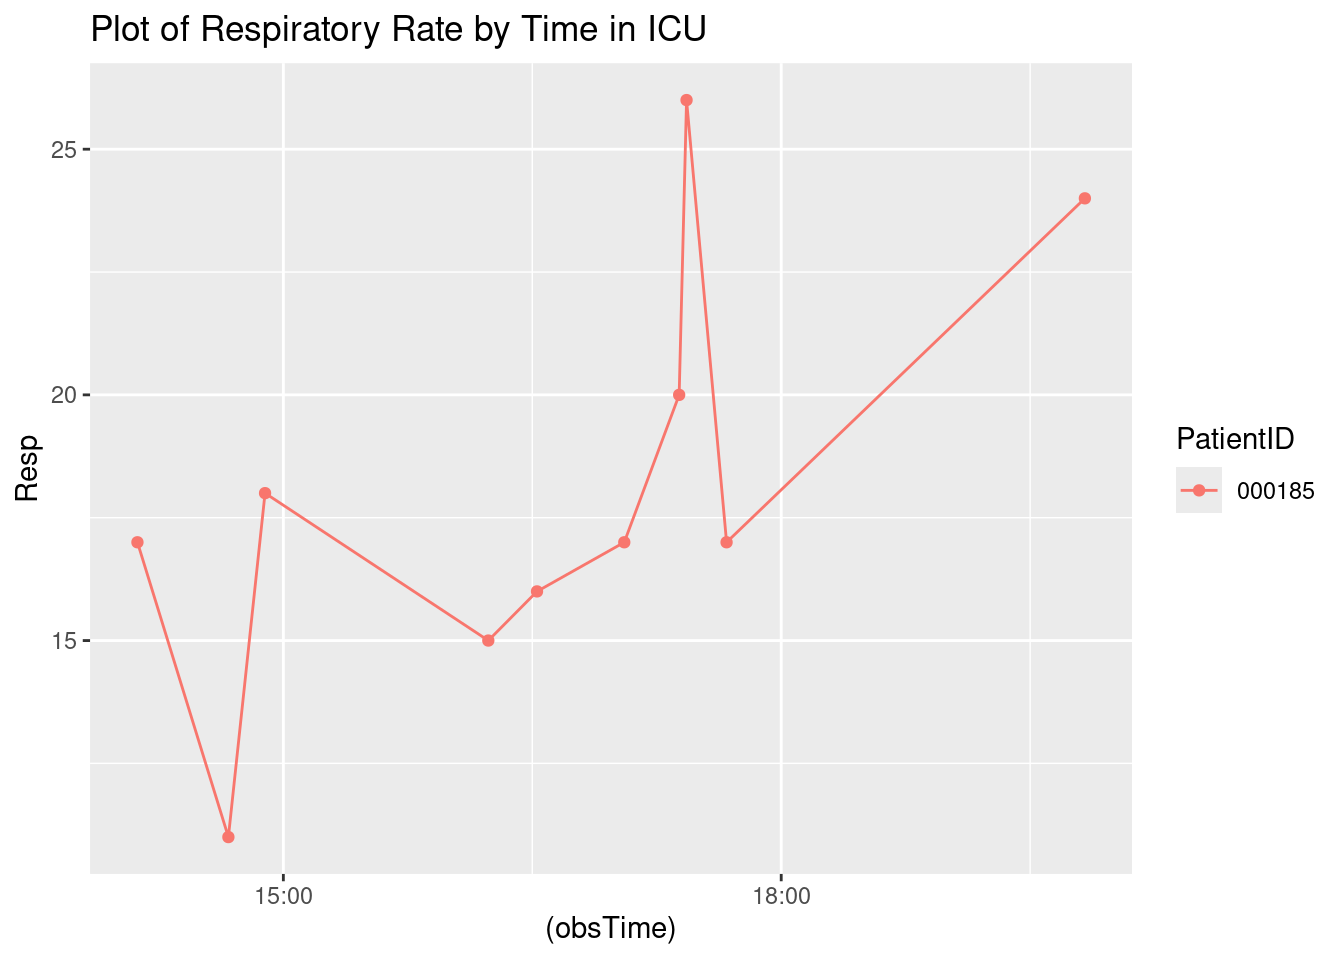 Plot of Respiratory Rate by Time in ICU
25
20
15
Resp
15:00
18:00
(obsTime)
PatientID
000185